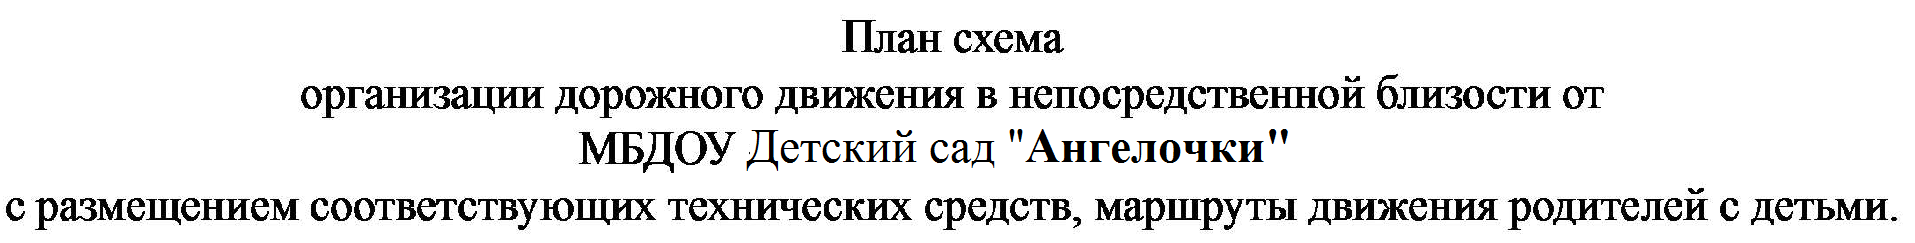 План схема
организации дорожного движения в непосредственной близости от
МБДОУ Детский сад "Ангелочки"
с размещением соответствующих технических средств, маршруты движения родителей с детьми.